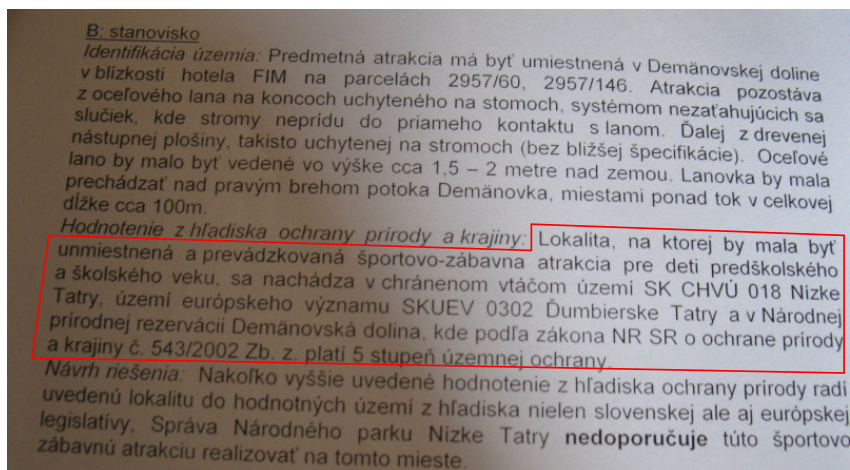 B: stanovisko
Identifikácia územia: Predmetná atrakcia má byť umiestnená v Demänovskej doline
v blízkosti hotela FIM na parcelách 2957/60, 2957/146. Atrakcia pozostáva
z oceľového lana na koncoch uchyteného na stomoch, systémom nezaťahujúcich sa
slučiek, kde stromy nepridu do priameho kontaktu s lanom. Ďalej z drevenej
nástupnej plošiny, takisto uchytenej na stromoch (bez bližšej špecifikácie). Oceľové
lano by malo byť vedené vo výške cca 1,5 – 2 metre nad zemou. Lanovka by mala
prechádzať nad pravým brehom potoka Demänovka, miestami ponad tok v celkovej
dĺžke cca 100m.
Hodnotenie z hľadiska ochrany prírody a krajiny: Lokalita, na ktorej by mala byť
unmiestnená a prevádzkovaná športovo-zábavna atrakcia pre deti predškolského
a školského veku, sa nachádza v chránenom vtáčom území SK CHVÚ 018 Nízke
Tatry, území európskeho významu SKUEV 0302 Ďumbierske Tatry a v Národnej
prírodnej rezervácii Demänovská dolina, kde podľa zákona NR SR o ochrane prírody
a krajiny č. 543/2002 Zb. z. platí 5 stupeň územnej ochrany.
Návrh riešenia: Nakoľko vyššie uvedené hodnotenie z hľadiska ochrany prírody radí
uvedenú lokalitu do hodnotných území z hľadiska nielen slovenskej ale aj európskej
legislatívy, Správa Národného parku Nízke Tatry nedoporučuje túto športovo
zábavnú atrakciu realizovať na tomto mieste.